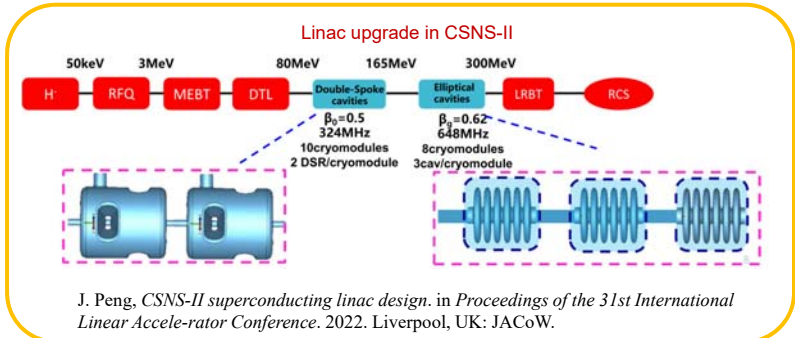 Linac upgrade in CSNS-II
50keV 3MeV 80MeV 165MeV 300MeV
H⁻ RFQ MEBT DTL Double-Spoke cavities Elliptical cavities LRBT RCS
β₀=0.5 βg=0.62
324MHz 648MHz
10cryomodules 8cryomodules
2 DSR/cryomodule 3cav/cryomodule
J. Peng, CSNS-II superconducting linac design. in Proceedings of the 31st International
Linear Accele-rator Conference. 2022. Liverpool, UK: JACoW.